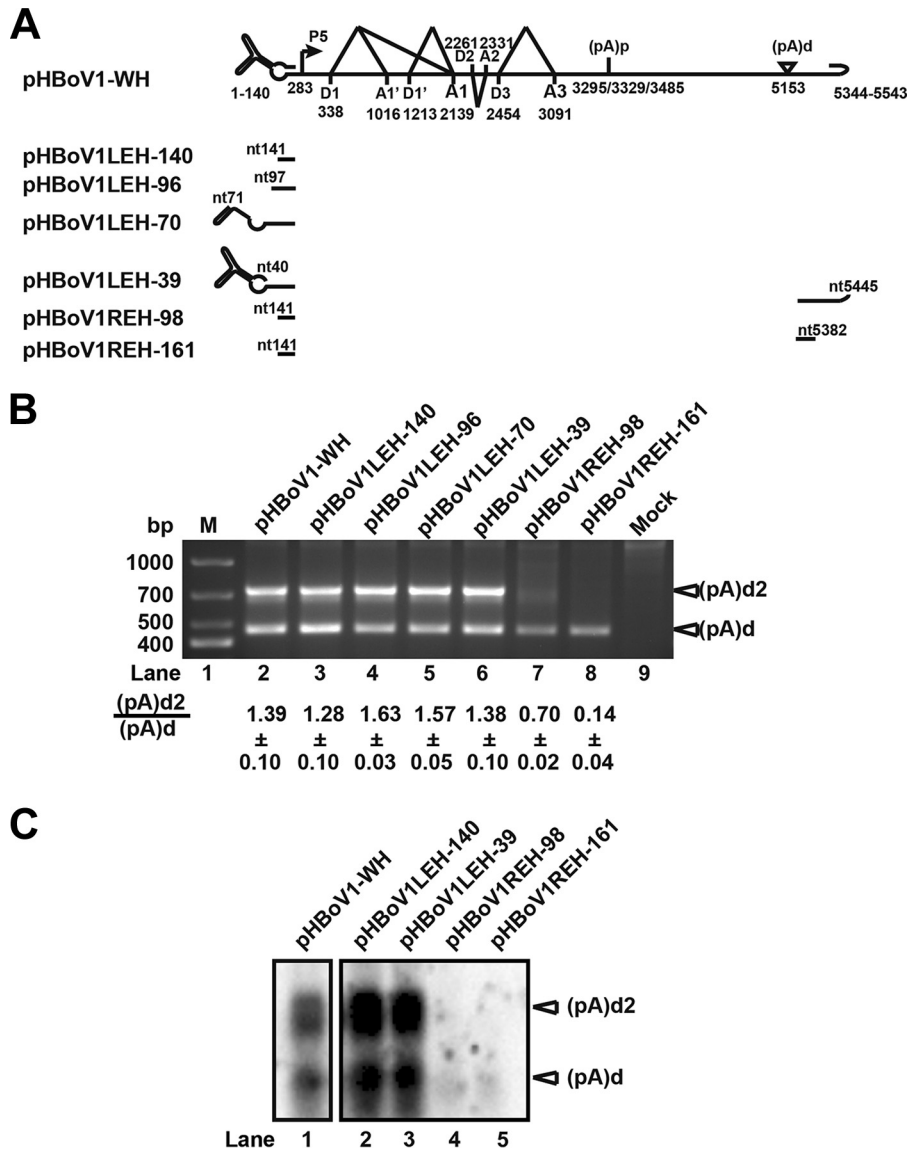 A
P5
2261 2331
D2 A2
(pA)p
(pA)d
pHBoV1-WH
1-140
283
D1
A1'
D1'
A1
D3
A3
3295/3329/3485
5153
5344-5543
338
1016
1213
2139
2454
3091
pHBoV1LEH-140
nt141
pHBoV1LEH-96
nt97
pHBoV1LEH-70
nt71
pHBoV1LEH-39
nt40
nt5445
pHBoV1REH-98
nt141
nt5382
pHBoV1REH-161
nt141
B
pHBoV1-WH
pHBoV1LEH-140
pHBoV1LEH-96
pHBoV1LEH-70
pHBoV1LEH-39
pHBoV1REH-98
pHBoV1REH-161
Mock
bp M
1000
700
500
400
(pA)d2
(pA)d
Lane 1 2 3 4 5 6 7 8 9
(pA)d2
(pA)d
1.39 1.28 1.63 1.57 1.38 0.70 0.14
± ± ± ± ± ± ±
0.10 0.10 0.03 0.05 0.10 0.02 0.04
C
pHBoV1-WH
pHBoV1LEH-140
pHBoV1LEH-39
pHBoV1REH-98
pHBoV1REH-161
(pA)d2
(pA)d
Lane 1 2 3 4 5